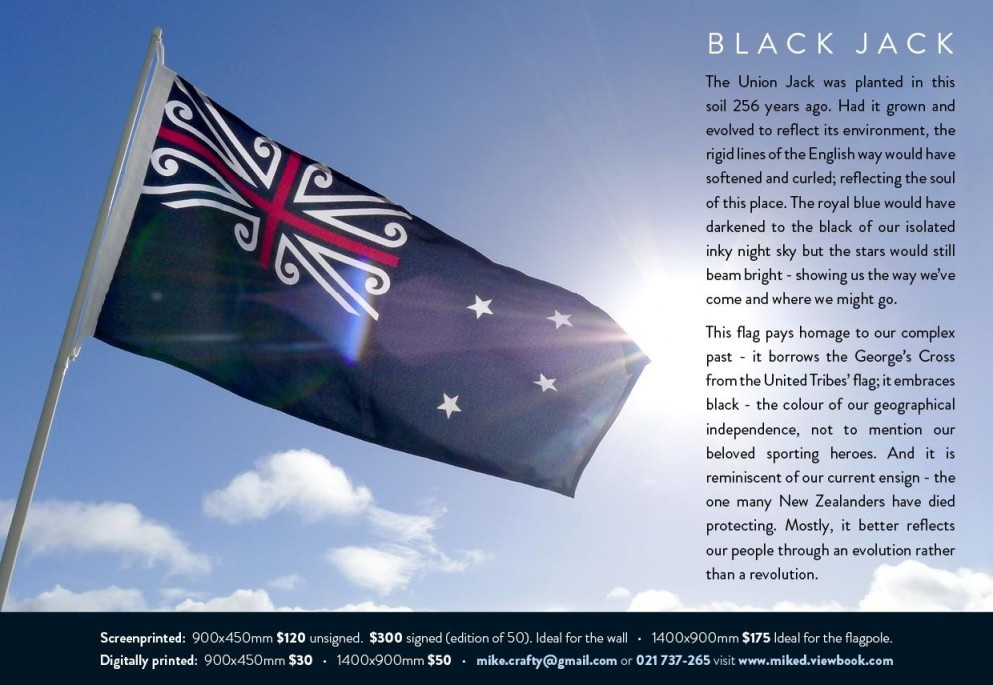 BLACK JACK
The Union Jack was planted in this
soil 256 years ago. Had it grown and
evolved to reflect its environment, the
rigid lines of the English way would have
softened and curled; reflecting the soul
of this place. The royal blue would have
darkened to the black of our isolated
inky night sky but the stars would still
beam bright - showing us the way we've
come and where we might go.
This flag pays homage to our complex
past - it borrows the George's Cross
from the United Tribes' flag; it embraces
black - the colour of our geographical
independence, not to mention our
beloved sporting heroes. And it is
reminiscent of our current ensign - the
one many New Zealanders have died
protecting. Mostly, it better reflects
our people through an evolution rather
than a revolution.
Screenprinted: 900x450mm $120 unsigned. $300 signed (edition of 50). Ideal for the wall • 1400x900mm $175 Ideal for the flagpole.
Digitally printed: 900x450mm $30 • 1400x900mm $50 • mike.crafty@gmail.com or 021 737-265 visit www.miked.viewbook.com